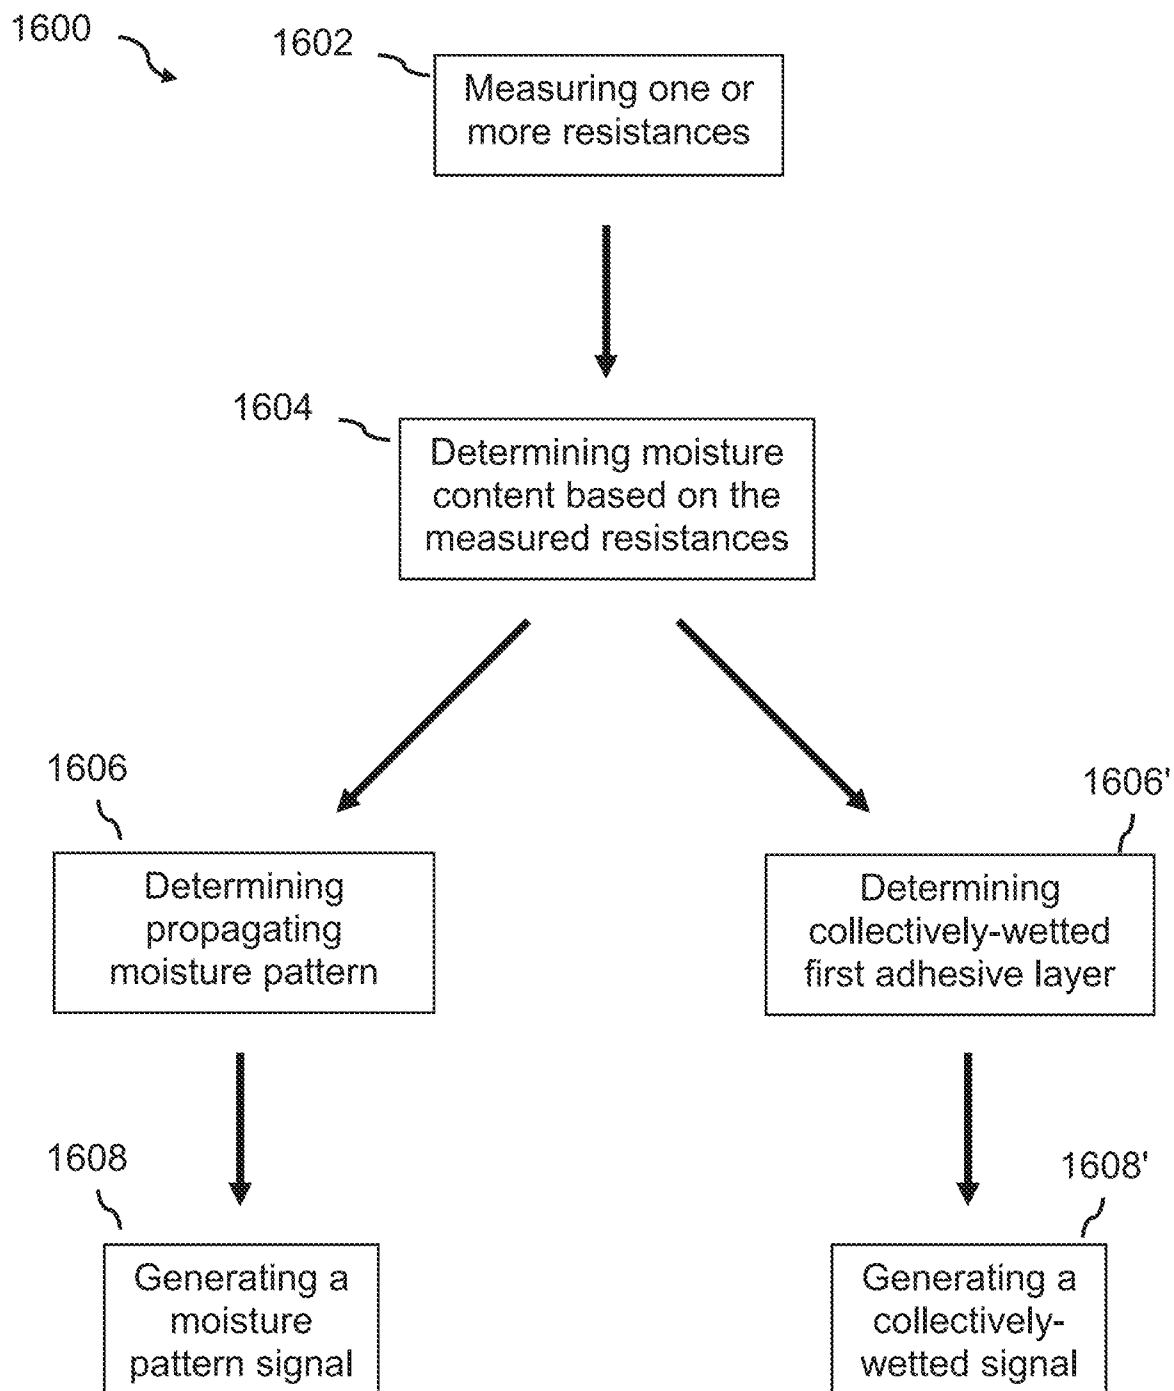 1600
1602
Measuring one or
more resistances
1604
Determining moisture
content based on the
measured resistances
1606
Determining
propagating
moisture pattern
1606'
Determining
collectively-wetted
first adhesive layer
1608
Generating a
moisture
pattern signal
1608'
Generating a
collectively-
wetted signal